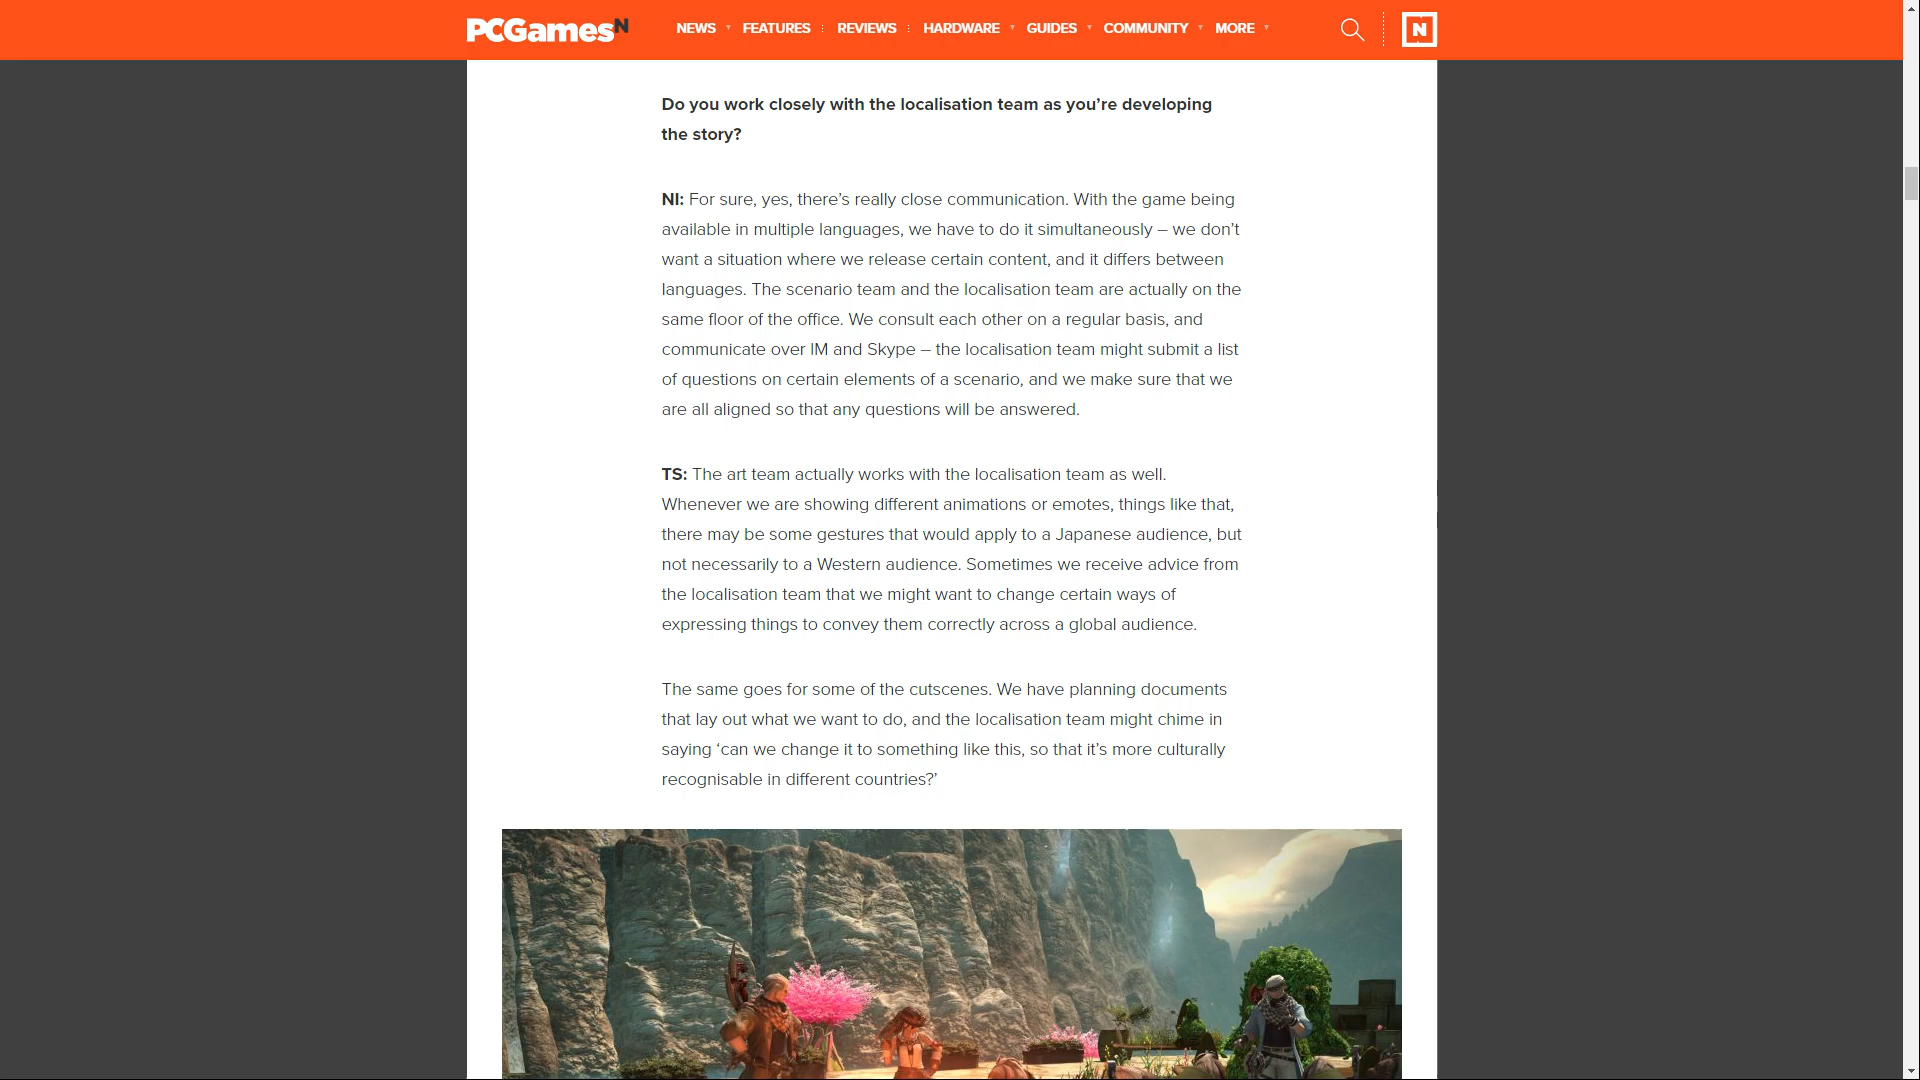 PCGamesN NEWS FEATURES REVIEWS HARDWARE GUIDES COMMUNITY MORE N
Do you work closely with the localisation team as you’re developing
the story?
NI: For sure, yes, there’s really close communication. With the game being
available in multiple languages, we have to do it simultaneously – we don’t
want a situation where we release certain content, and it differs between
languages. The scenario team and the localisation team are actually on the
same floor of the office. We consult each other on a regular basis, and
communicate over IM and Skype – the localisation team might submit a list
of questions on certain elements of a scenario, and we make sure that we
are all aligned so that any questions will be answered.
TS: The art team actually works with the localisation team as well.
Whenever we are showing different animations or emotes, things like that,
there may be some gestures that would apply to a Japanese audience, but
not necessarily to a Western audience. Sometimes we receive advice from
the localisation team that we might want to change certain ways of
expressing things to convey them correctly across a global audience.
The same goes for some of the cutscenes. We have planning documents
that lay out what we want to do, and the localisation team might chime in
saying ‘can we change it to something like this, so that it’s more culturally
recognisable in different countries?’